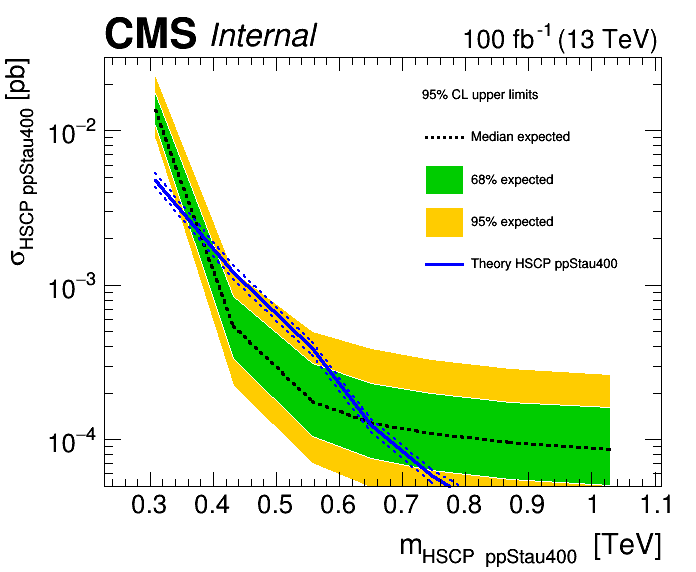 CMS Internal 100 fb⁻¹ (13 TeV)
σHSCP ppStau400 [pb]
95% CL upper limits
Median expected
68% expected
95% expected
Theory HSCP ppStau400
10⁻²
10⁻³
10⁻⁴
0.3 0.4 0.5 0.6 0.7 0.8 0.9 1 1.1
mHSCP ppStau400 [TeV]